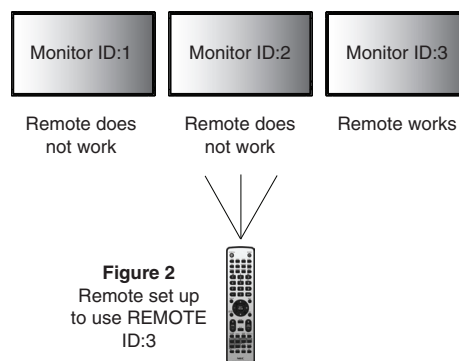 Monitor ID:1
Monitor ID:2
Monitor ID:3
Remote does
not work
Remote does
not work
Remote works
Figure 2
Remote set up
to use REMOTE
ID:3